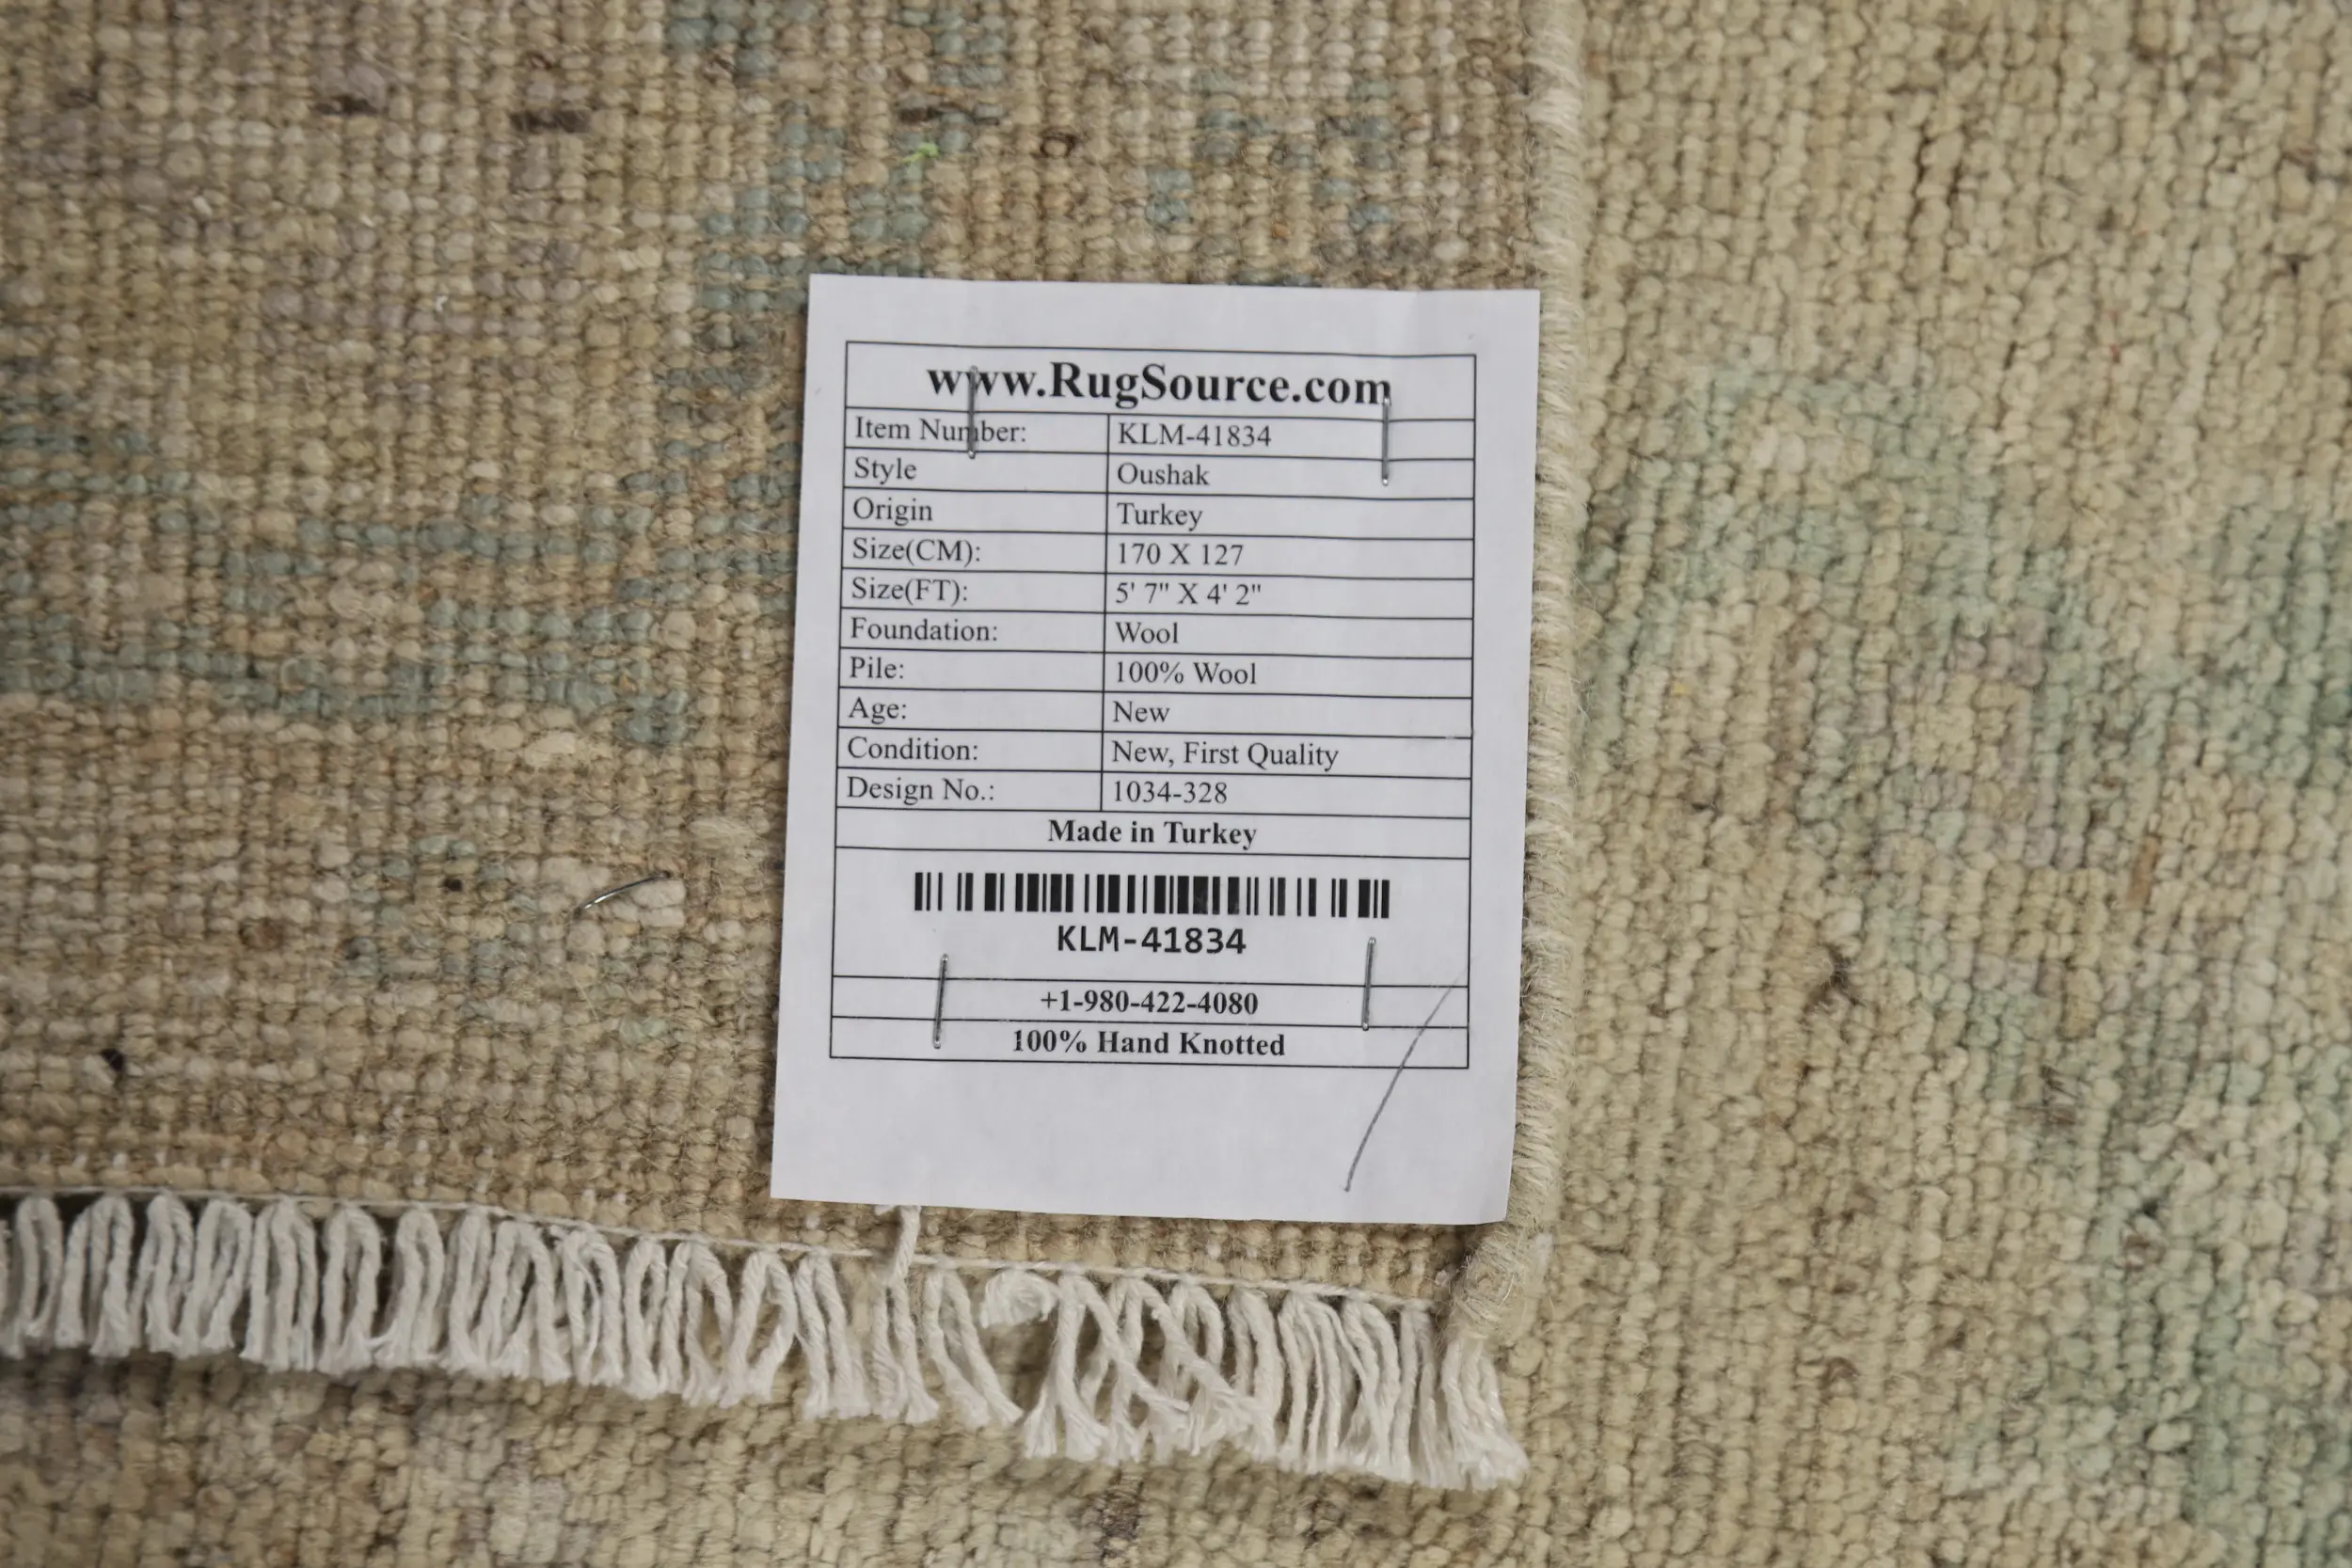 www.RugSource.com
Item Number: KLM-41834
Style Oushak
Origin Turkey
Size(CM): 170 X 127
Size(FT): 5' 7" X 4' 2"
Foundation: Wool
Pile: 100% Wool
Age: New
Condition: New, First Quality
Design No.: 1034-328
Made in Turkey
KLM-41834
+1-980-422-4080
100% Hand Knotted